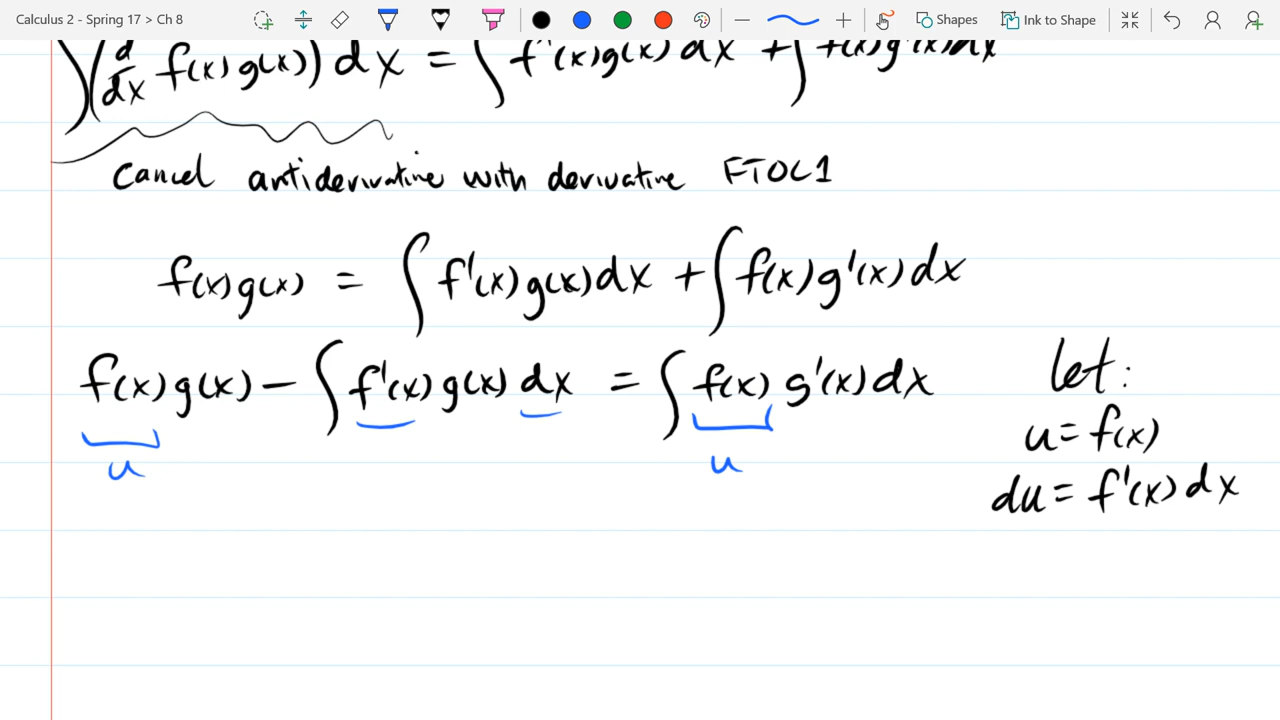 Calculus 2 - Spring 17 > Ch 8
Shapes
Ink to Shape
∫(d/dx f(x)g(x))dx = ∫f'(x)g(x)dx + ∫f(x)g'(x)dx
Cancel antiderivative with derivative FTOC1
f(x)g(x) = ∫f'(x)g(x)dx + ∫f(x)g'(x)dx
f(x)g(x) - ∫f'(x)g(x)dx = ∫f(x)g'(x)dx
u
u
let:
u = f(x)
du = f'(x)dx